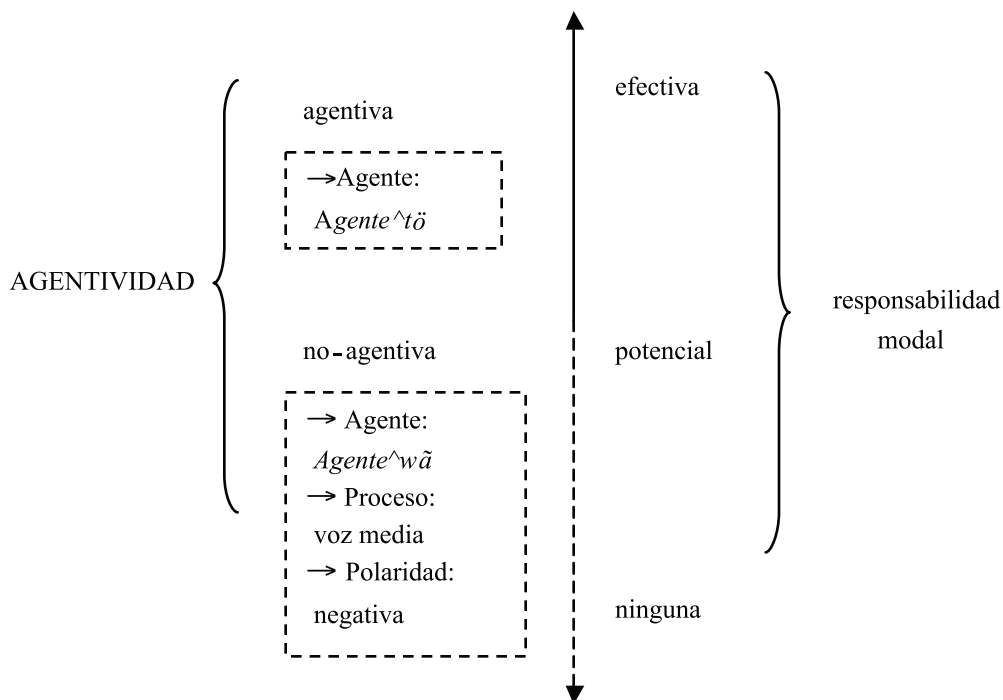 AGENTIVIDAD
agentiva
→Agente:
Agente^tö
no-agentiva
→ Agente:
Agente^wã
→ Proceso:
voz media
→ Polaridad:
negativa
efectiva
potencial
ninguna
responsabilidad
modal